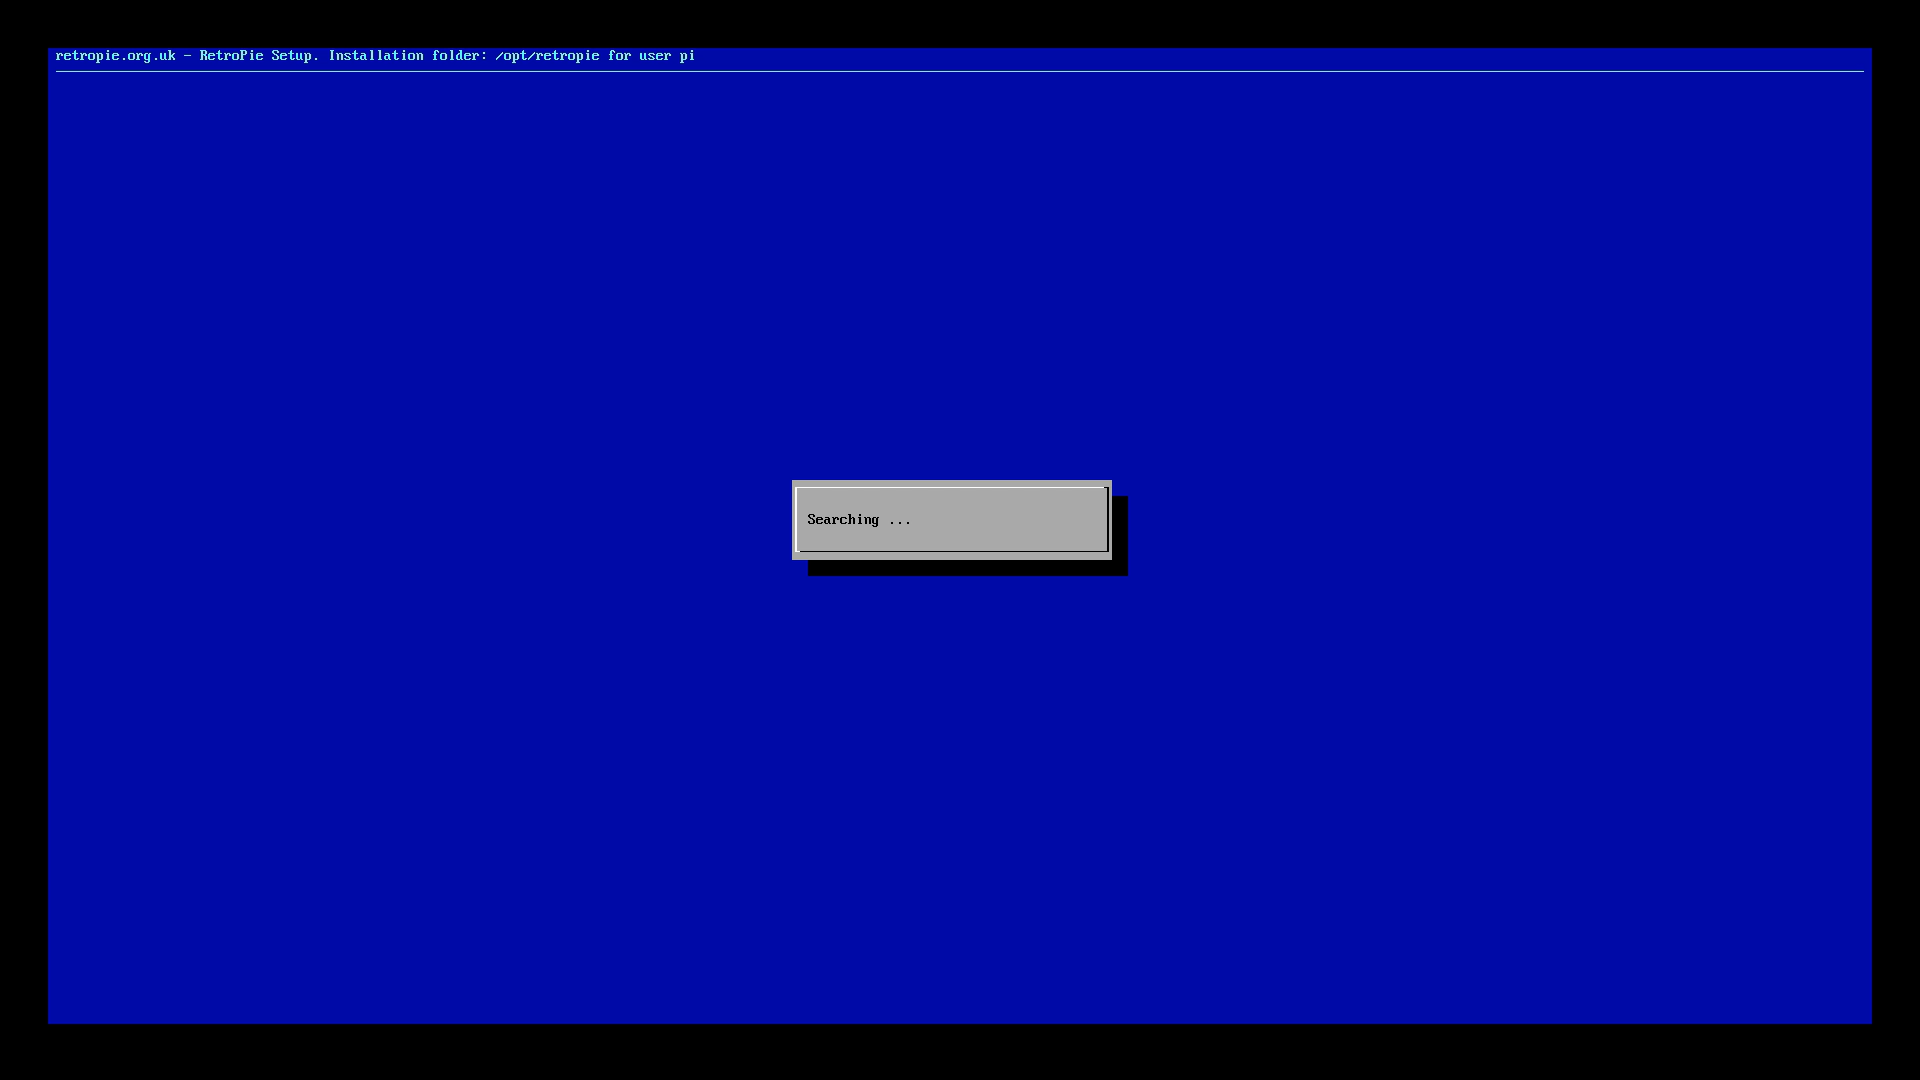 retropie.org.uk - RetroPie Setup. Installation folder: /opt/retropie for user pi
Searching ...